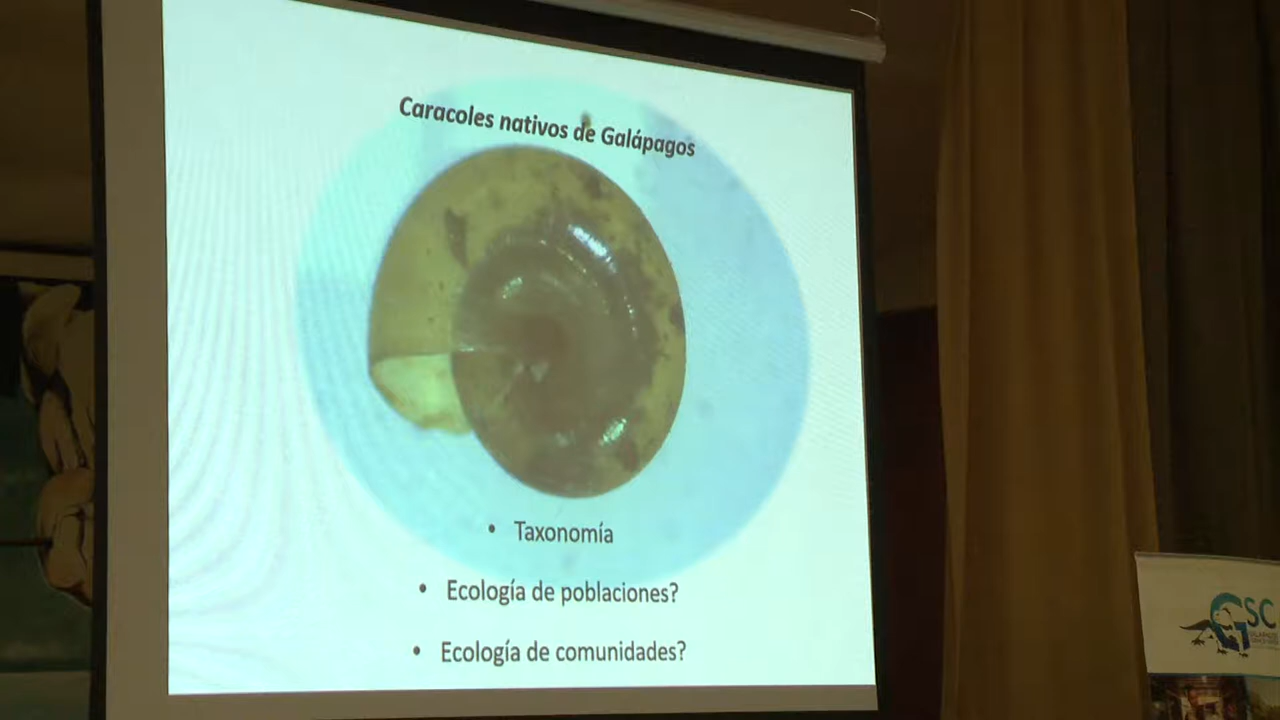 Caracoles nativos de Galápagos
• Taxonomía
• Ecología de poblaciones?
• Ecología de comunidades?
GSC